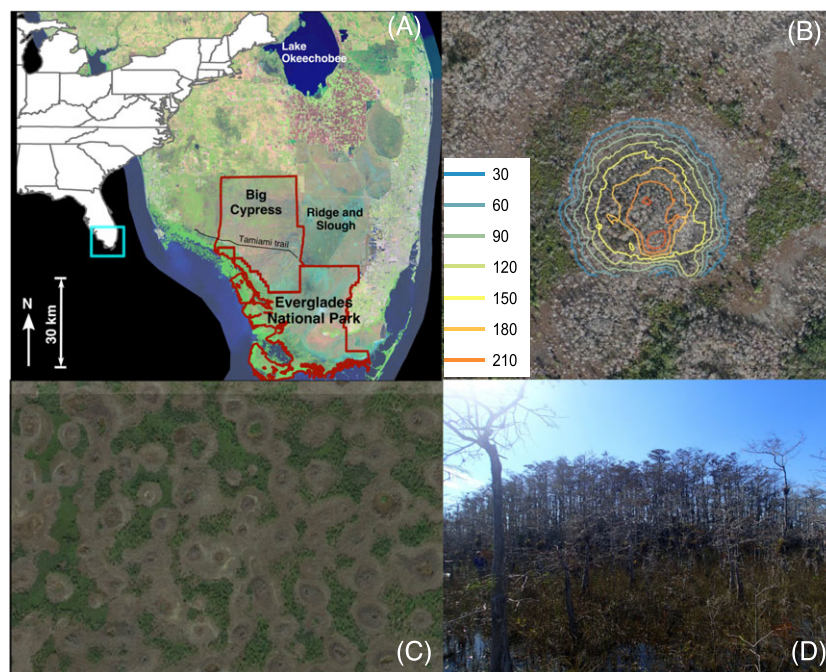 (A)
Lake
Okeechobee
Big
Cypress
Ridge and
Slough
Tamiami trail
Everglades
National Park
N
30 km
(B)
30
60
90
120
150
180
210
(C)
(D)